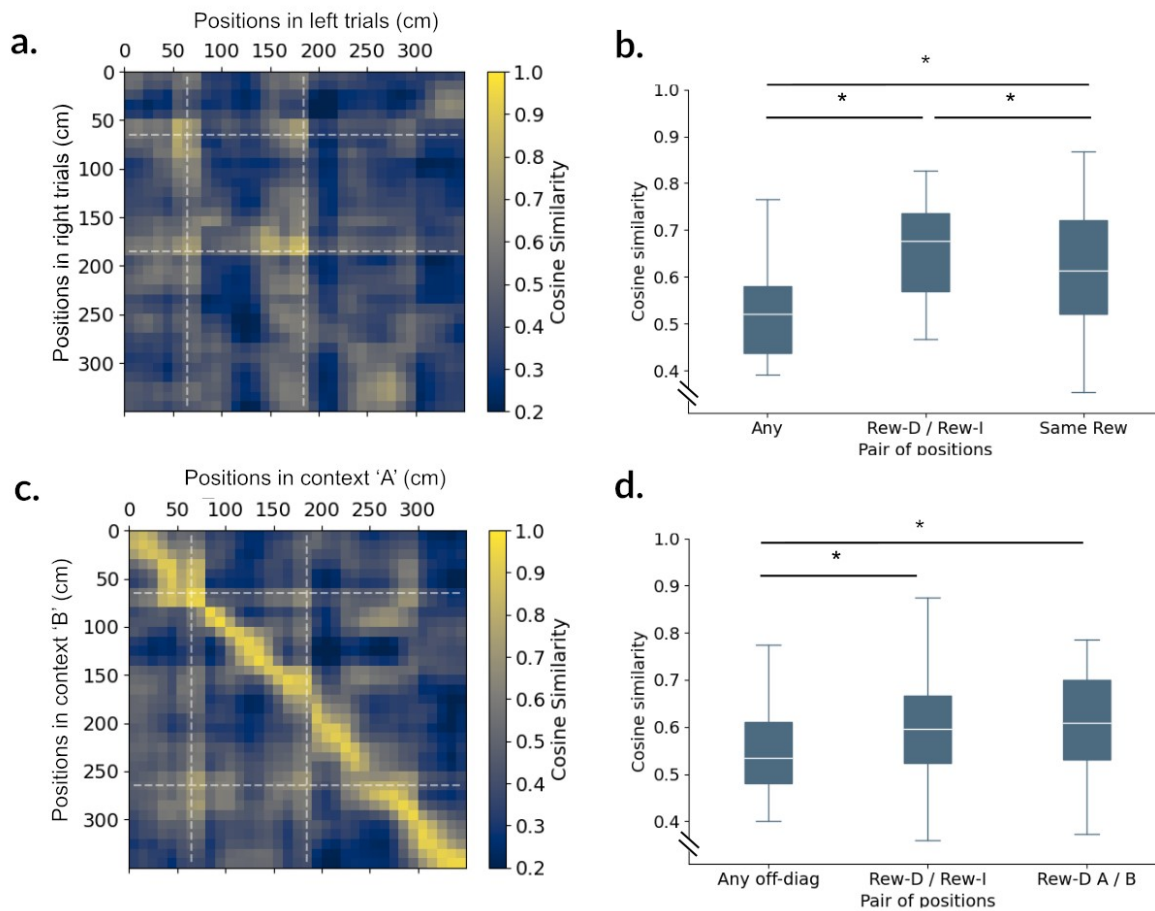 a.
Positions in left trials (cm)
0 50 100 150 200 250 300
Positions in right trials (cm)
0
50
100
150
200
250
300
Cosine Similarity
1.0
0.9
0.8
0.7
0.6
0.5
0.4
0.3
0.2
b.
*
* *
Cosine similarity
1.0
0.9
0.8
0.7
0.6
0.5
0.4
Any Rew-D / Rew-I Same Rew
Pair of positions
c.
Positions in context ‘A’ (cm)
0 50 100 150 200 250 300
Positions in context ‘B’ (cm)
0
50
100
150
200
250
300
Cosine Similarity
1.0
0.9
0.8
0.7
0.6
0.5
0.4
0.3
0.2
d.
*
*
Cosine similarity
1.0
0.9
0.8
0.7
0.6
0.5
0.4
Any off-diag Rew-D / Rew-I Rew-D A / B
Pair of positions